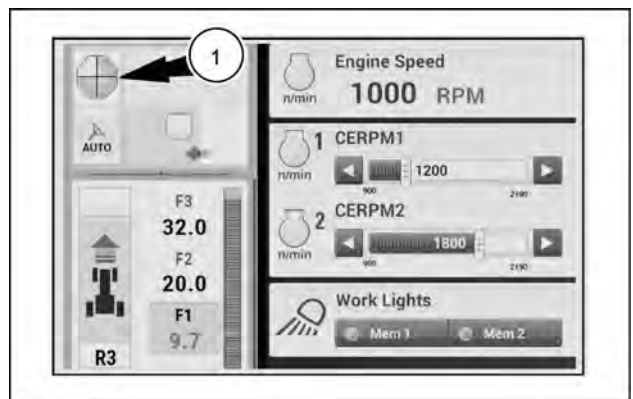 1
AUTO
F3
32.0
F2
20.0
F1
9.7
R3
Engine Speed
n/min
1000 RPM
1 CERPM1
n/min
1200
900
2190
2 CERPM2
n/min
1800
900
2190
Work Lights
Mem 1
Mem 2